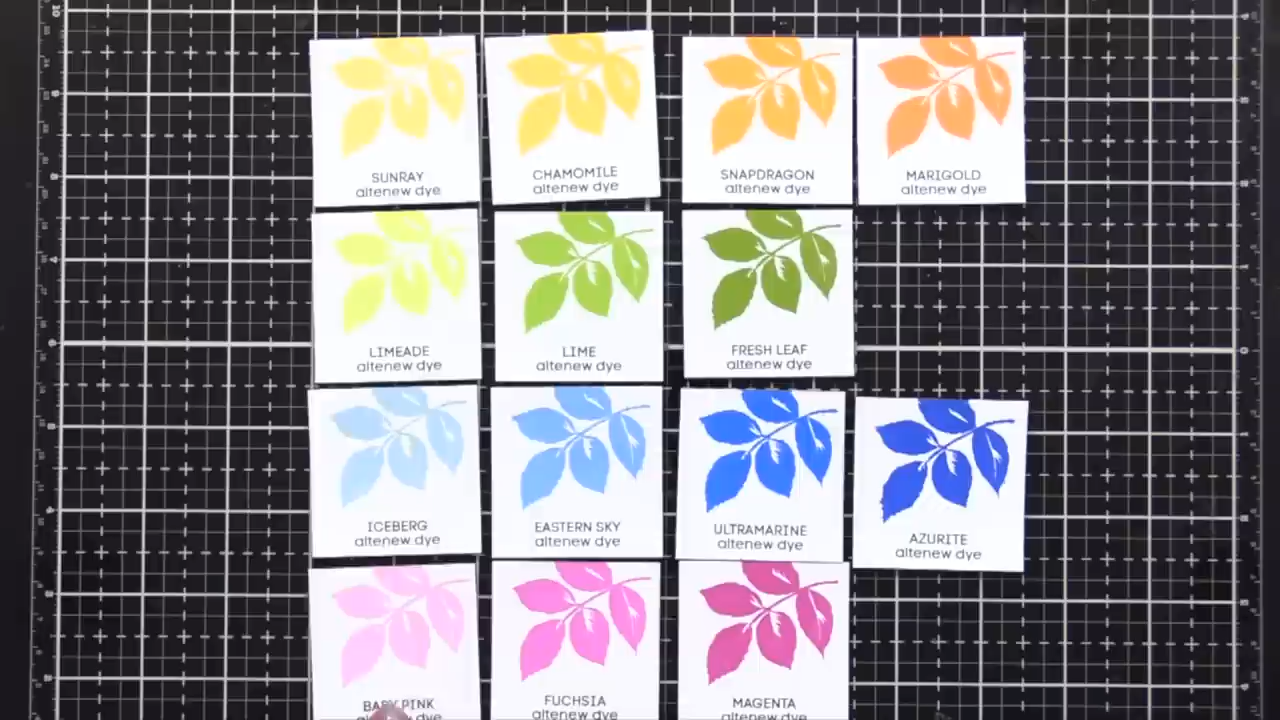 SUNRAY
altenew dye
CHAMOMILE
altenew dye
SNAPDRAGON
altenew dye
MARIGOLD
altenew dye
LIMEADE
altenew dye
LIME
altenew dye
FRESH LEAF
altenew dye
ICEBERG
altenew dye
EASTERN SKY
altenew dye
ULTRAMARINE
altenew dye
AZURITE
altenew dye
BABY PINK
altenew dye
FUCHSIA
altenew dye
MAGENTA
altenew dye